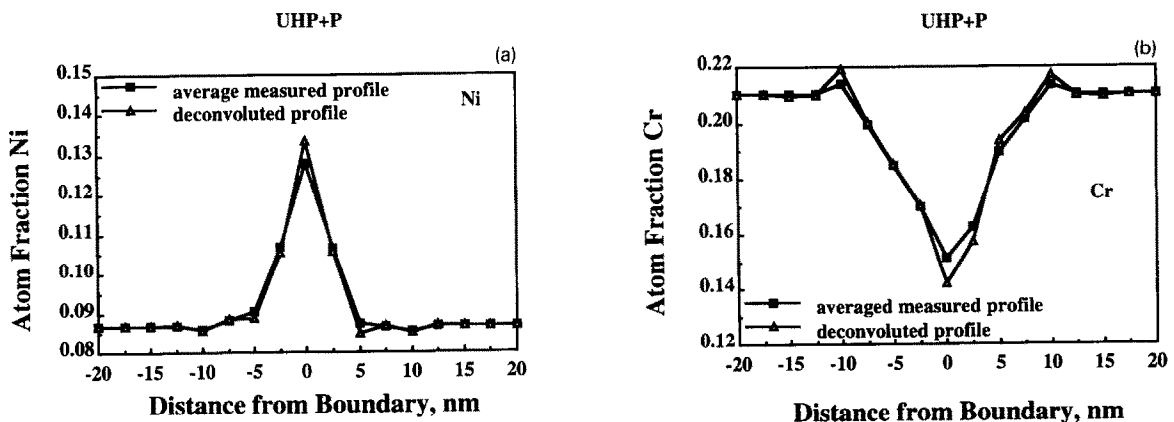 UHP+P
(a)
Atom Fraction Ni
0.15
0.14
0.13
0.12
0.11
0.10
0.09
0.08
average measured profile
deconvoluted profile
Ni
-20 -15 -10 -5 0 5 10 15 20
Distance from Boundary, nm
UHP+P
(b)
Atom Fraction Cr
0.22
0.20
0.18
0.16
0.14
0.12
Cr
averaged measured profile
deconvoluted profile
-20 -15 -10 -5 0 5 10 15 20
Distance from Boundary, nm